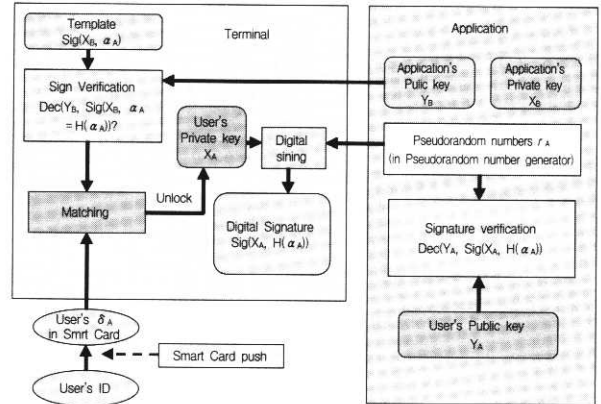 Template
Sig(X_B, α_A)
Terminal
Sign Verification
Dec(Y_B, Sig(X_B, α_A
= H(α_A))?
User's
Private key
X_A
Digital
sining
Matching
Unlock
Digital Signature
Sig(X_A, H(α_A))
User's δ_A
in Smrt Card
Smart Card push
User's ID
Application
Application's
Pulic key
Y_B
Application's
Private key
X_B
Pseudorandom numbers r_A
(in Pseudorandom number generator)
Signature verification
Dec(Y_A, Sig(X_A, H(α_A))
User's Public key
Y_A